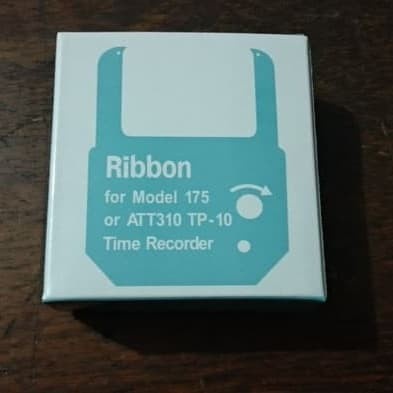 Ribbon
for Model 175
or ATT310 TP-10
Time Recorder